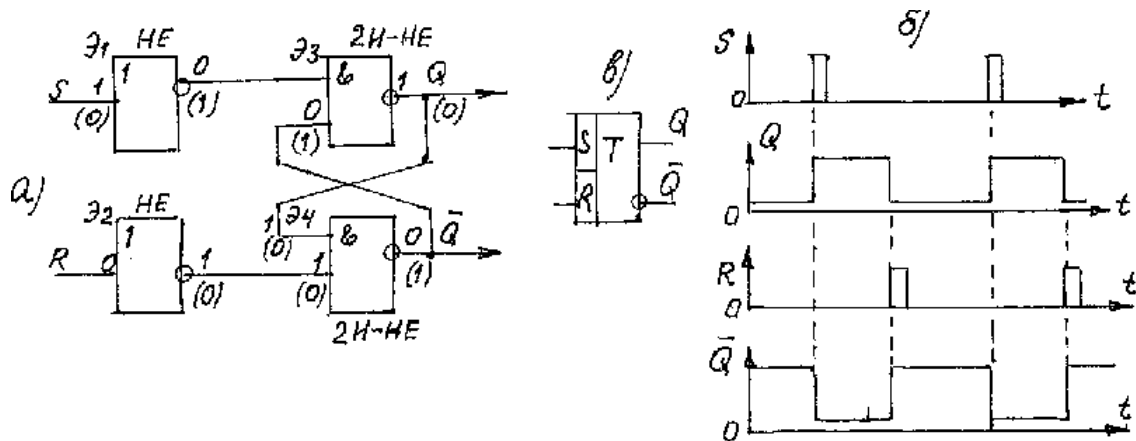 а)
Э1 НЕ
1
S 1 (0)
0 (1)
Э3 2И-НЕ
&
0 (1)
1 Q (0)
Э2 НЕ
1
R 0
1 (0)
Э4
1 (0)
&
1 (0)
0 Q̄ (1)
2И-НЕ
в)
S T
R
Q
Q̄
б)
S
0 t
Q
0 t
R
0 t
Q̄
0 t